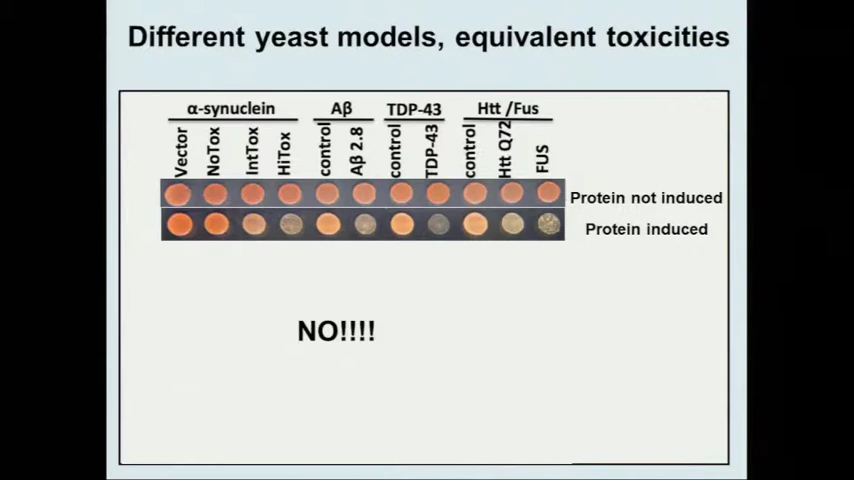 Different yeast models, equivalent toxicities
α-synuclein Aβ TDP-43 Htt /Fus
Vector NoTox IntTox HiTox control Aβ 2.8 control TDP-43 control Htt Q72 FUS
Protein not induced
Protein induced
NO!!!!